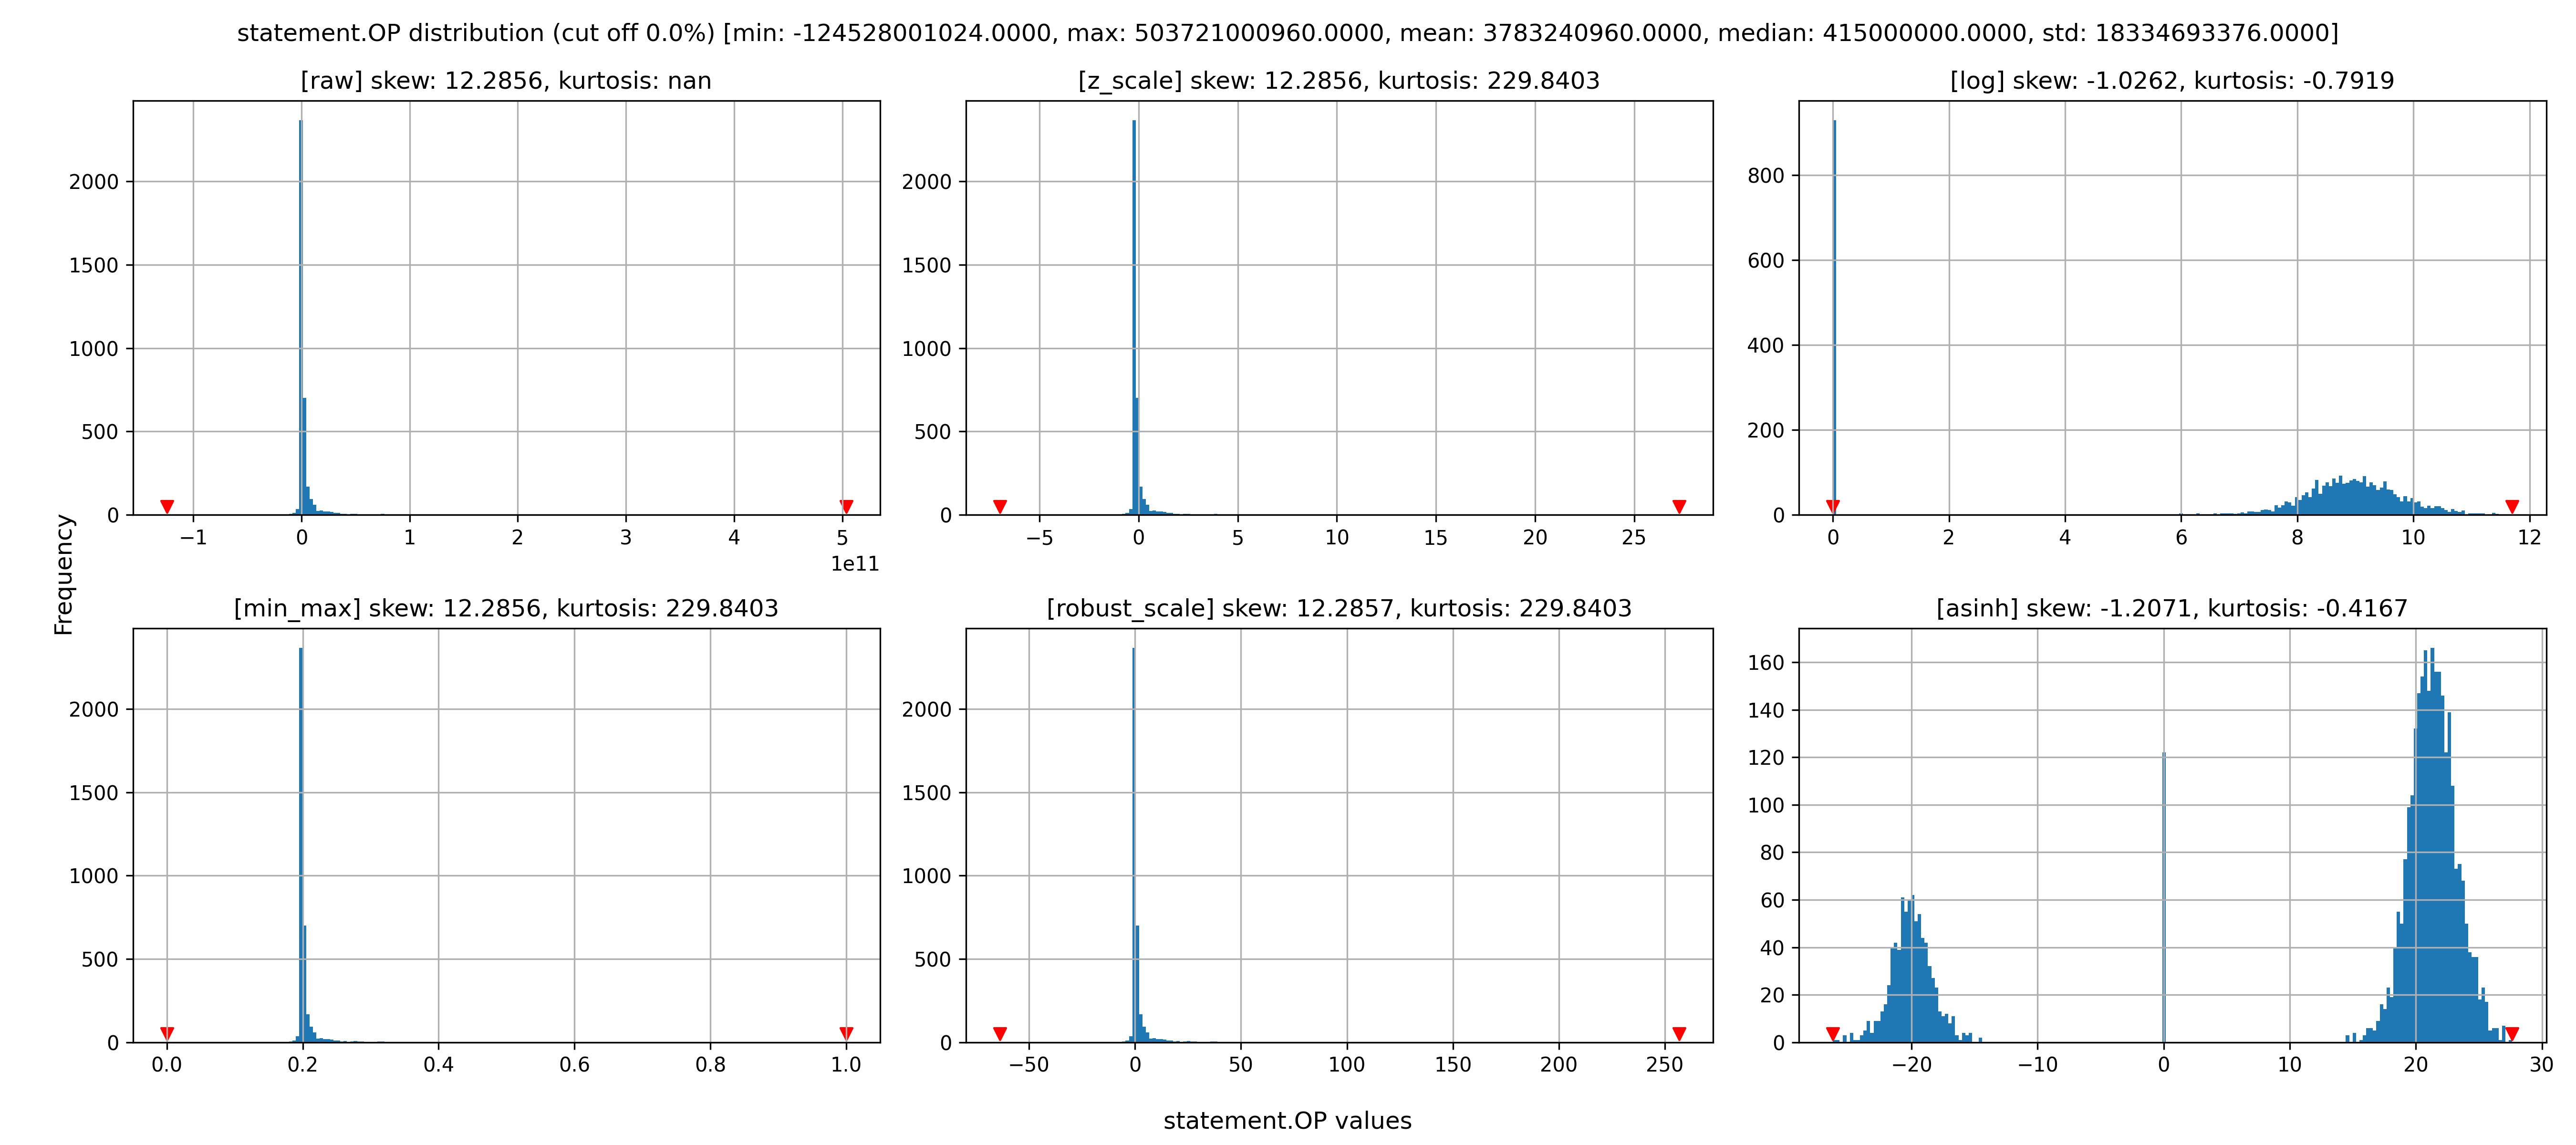 statement.OP distribution (cut off 0.0%) [min: -124528001024.0000, max: 503721000960.0000, mean: 3783240960.0000, median: 415000000.0000, std: 18334693376.0000]
[raw] skew: 12.2856, kurtosis: nan
2000
1500
1000
500
0
−1 0 1 2 3 4 5
1e11
[z_scale] skew: 12.2856, kurtosis: 229.8403
2000
1500
1000
500
0
−5 0 5 10 15 20 25
[log] skew: -1.0262, kurtosis: -0.7919
800
600
400
200
0
0 2 4 6 8 10 12
Frequency
[min_max] skew: 12.2856, kurtosis: 229.8403
2000
1500
1000
500
0
0.0 0.2 0.4 0.6 0.8 1.0
[robust_scale] skew: 12.2857, kurtosis: 229.8403
2000
1500
1000
500
0
−50 0 50 100 150 200 250
[asinh] skew: -1.2071, kurtosis: -0.4167
160
140
120
100
80
60
40
20
0
−20 −10 0 10 20 30
statement.OP values